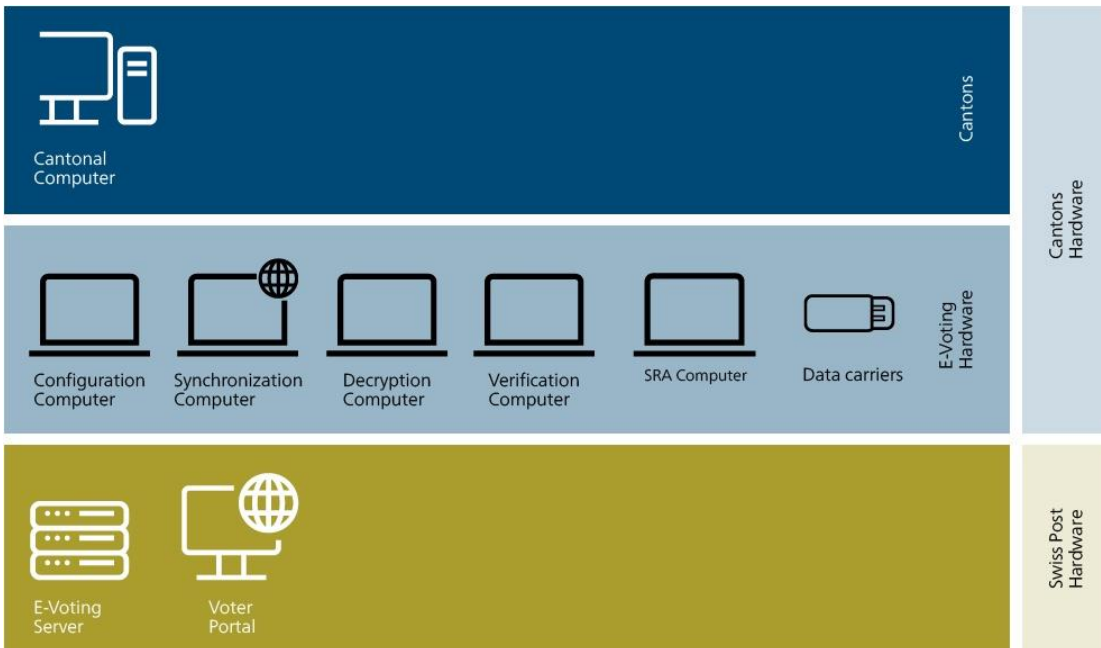 Cantonal
Computer
Cantons
Cantons
Hardware
Configuration
Computer
Synchronization
Computer
Decryption
Computer
Verification
Computer
SRA Computer
Data carriers
E-Voting
Hardware
E-Voting
Server
Voter
Portal
Swiss Post
Hardware